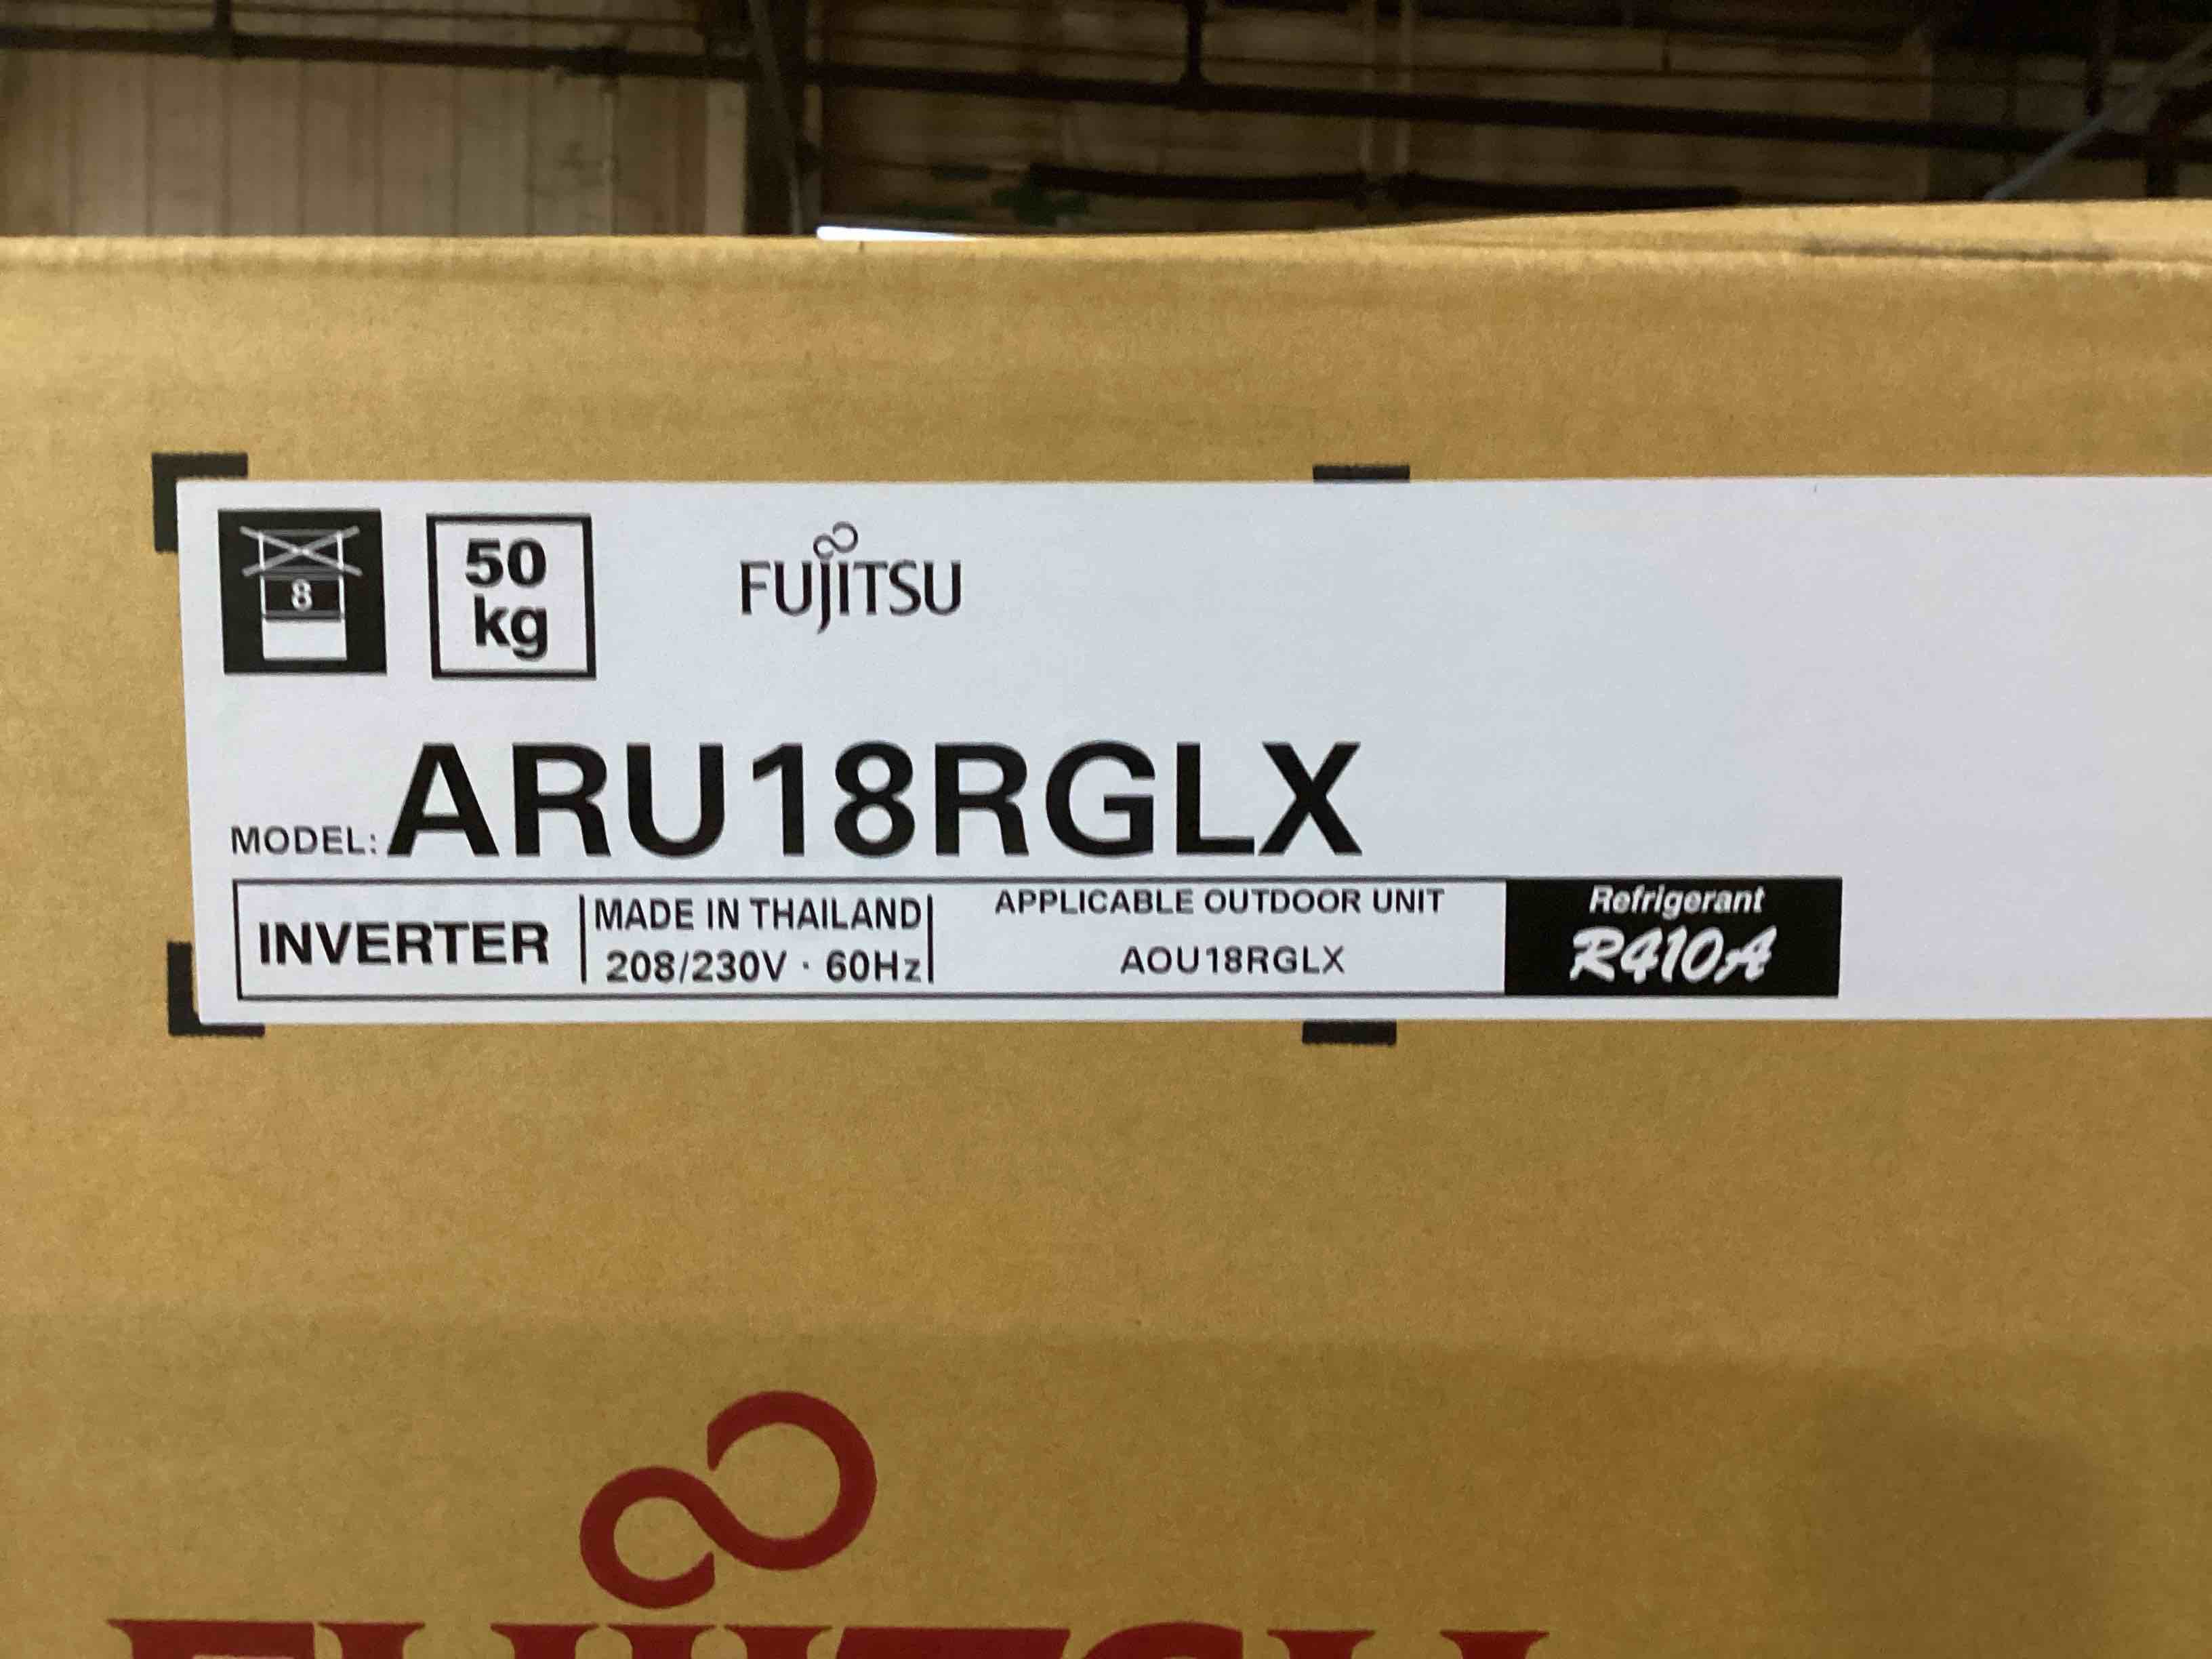 8
50
kg
FUJITSU
MODEL: ARU18RGLX
INVERTER
MADE IN THAILAND
208/230V · 60Hz
APPLICABLE OUTDOOR UNIT
AOU18RGLX
Refrigerant
R410A
FUJITSU